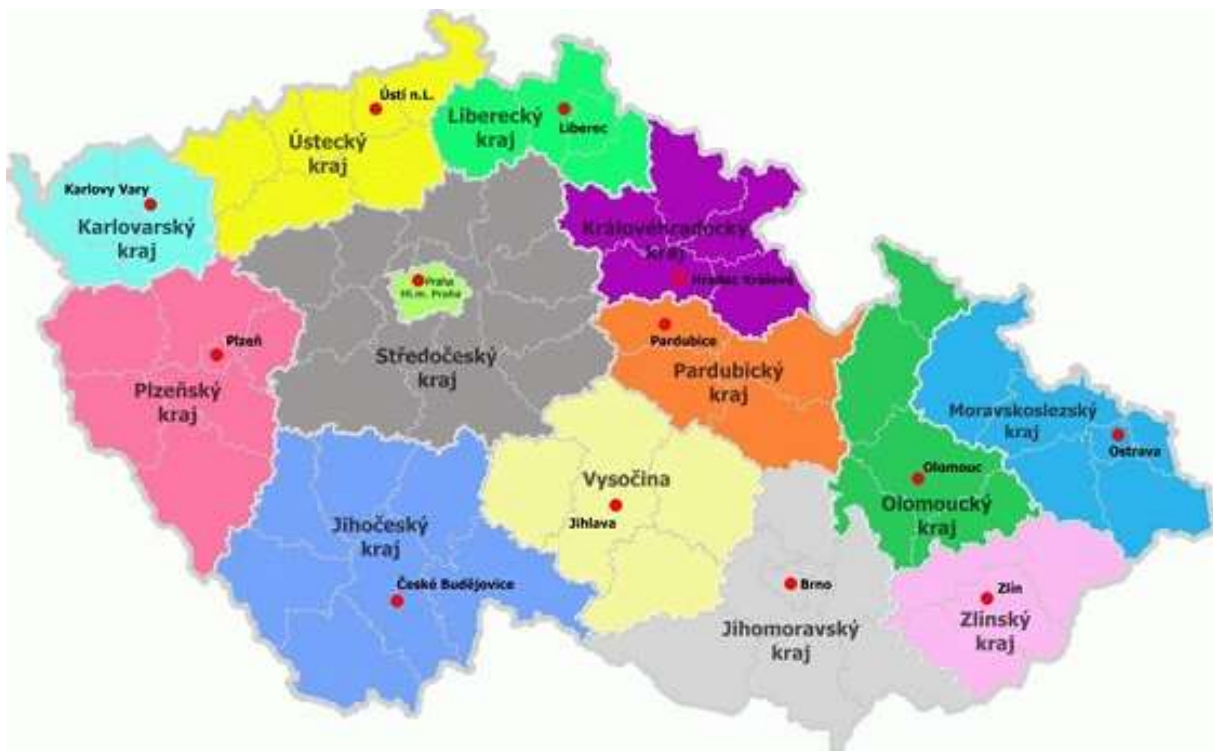 Ústí n.L.
Ústecký
kraj
Liberecký
kraj
Liberec
Karlovy Vary
Karlovarský
kraj
Královéhradecký
kraj
Hradec Králové
Praha
Hl.m. Praha
Plzeň
Plzeňský
kraj
Středočeský
kraj
Pardubice
Pardubický
kraj
Moravskoslezský
kraj
Ostrava
Olomouc
Olomoucký
kraj
Vysočina
Jihlava
Jihočeský
kraj
České Budějovice
Brno
Jihomoravský
kraj
Zlín
Zlínský
kraj